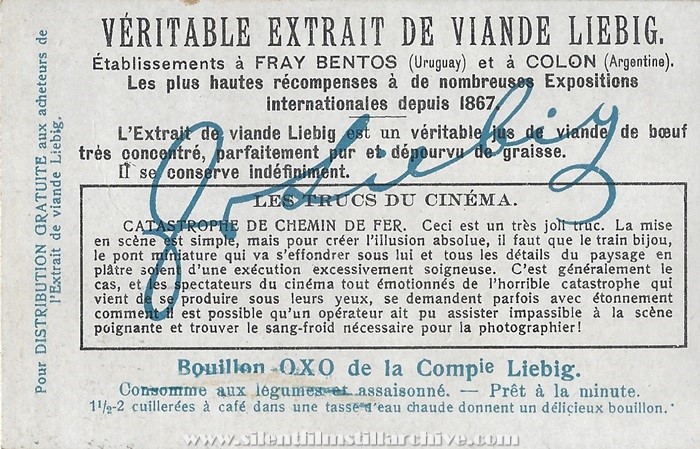 VÉRITABLE EXTRAIT DE VIANDE LIEBIG.
Établissements à FRAY BENTOS (Uruguay) et à COLON (Argentine).
Les plus hautes récompenses à de nombreuses Expositions
internationales depuis 1867.
L'Extrait de viande Liebig est un véritable jus de viande de bœuf
très concentré, parfaitement pur et dépourvu de graisse.
Il se conserve indéfiniment.
LES TRUCS DU CINÉMA.
CATASTROPHE DE CHEMIN DE FER. Ceci est un très joli truc. La mise
en scène est simple, mais pour créer l'illusion absolue, il faut que le train bijou,
le pont miniature qui va s'effondrer sous lui et tous les détails du paysage en
plâtre soient d'une exécution excessivement soigneuse. C'est généralement le
cas, et les spectateurs du cinéma tout émotionnés de l'horrible catastrophe qui
vient de se produire sous leurs yeux, se demandent parfois avec étonnement
comment il est possible qu'un opérateur ait pu assister impassible à la scène
poignante et trouver le sang-froid nécessaire pour la photographier!
Bouillon OXO de la Compie Liebig.
Consomme aux légumes et assaisonné. — Prêt à la minute.
1½-2 cuillerées à café dans une tasse d'eau chaude donnent un délicieux bouillon.
Pour DISTRIBUTION GRATUITE aux acheteurs de
l'Extrait de viande Liebig.
J v Liebig
www.silentfilmstillarchive.com